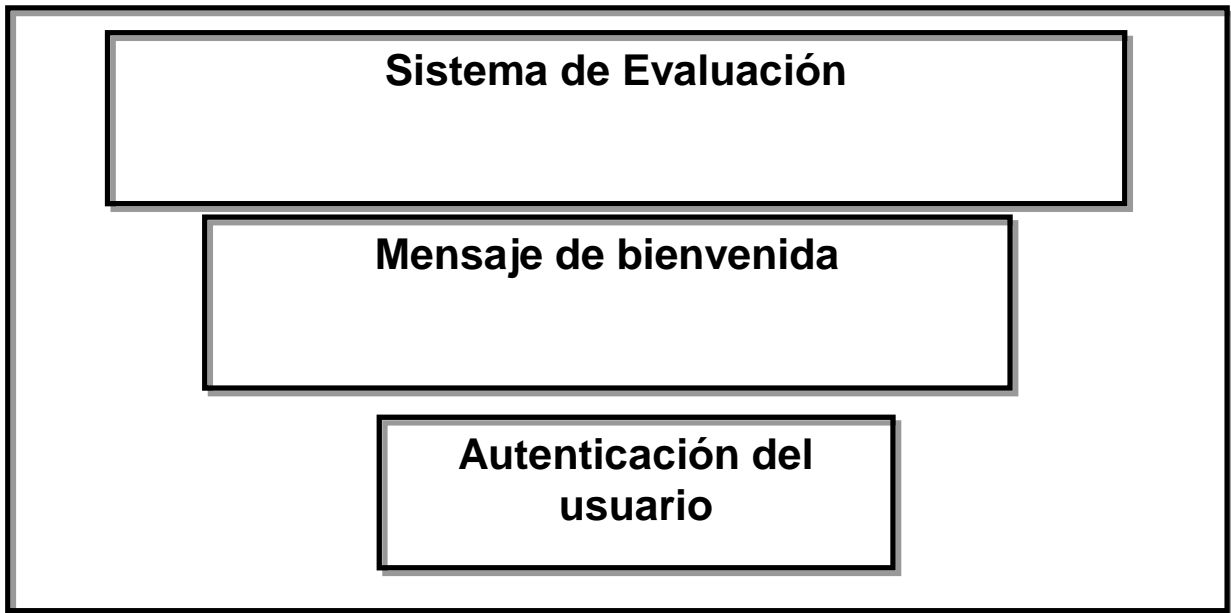 Sistema de Evaluación
Mensaje de bienvenida
Autenticación del
usuario